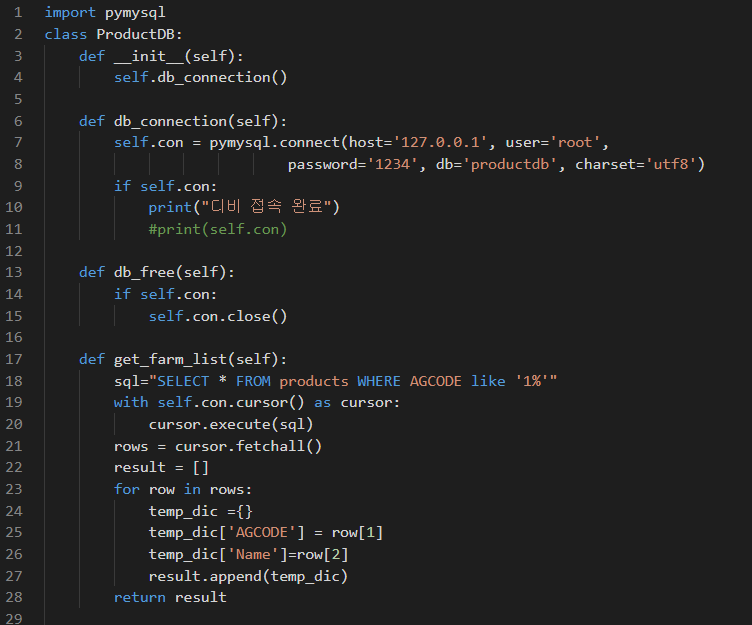 1 import pymysql
2 class ProductDB:
3     def __init__(self):
4         self.db_connection()
5
6     def db_connection(self):
7         self.con = pymysql.connect(host='127.0.0.1', user='root',
8                             password='1234', db='productdb', charset='utf8')
9         if self.con:
10             print("디비 접속 완료")
11             #print(self.con)
12
13     def db_free(self):
14         if self.con:
15             self.con.close()
16
17     def get_farm_list(self):
18         sql="SELECT * FROM products WHERE AGCODE like '1%'"
19         with self.con.cursor() as cursor:
20             cursor.execute(sql)
21         rows = cursor.fetchall()
22         result = []
23         for row in rows:
24             temp_dic ={}
25             temp_dic['AGCODE'] = row[1]
26             temp_dic['Name']=row[2]
27             result.append(temp_dic)
28         return result
29